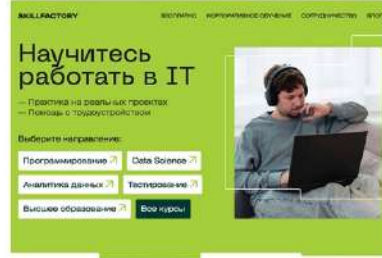 SKILLFACTORY
БЕСПЛАТНО КОРПОРАТИВНОЕ ОБУЧЕНИЕ СОТРУДНИЧЕСТВО БЛОГ
Научитесь
работать в IT
— Практика на реальных проектах
— Помощь с трудоустройством
Выберите направление:
Программирование Data Science
Аналитика данных Тестирование
Высшее образование Все курсы